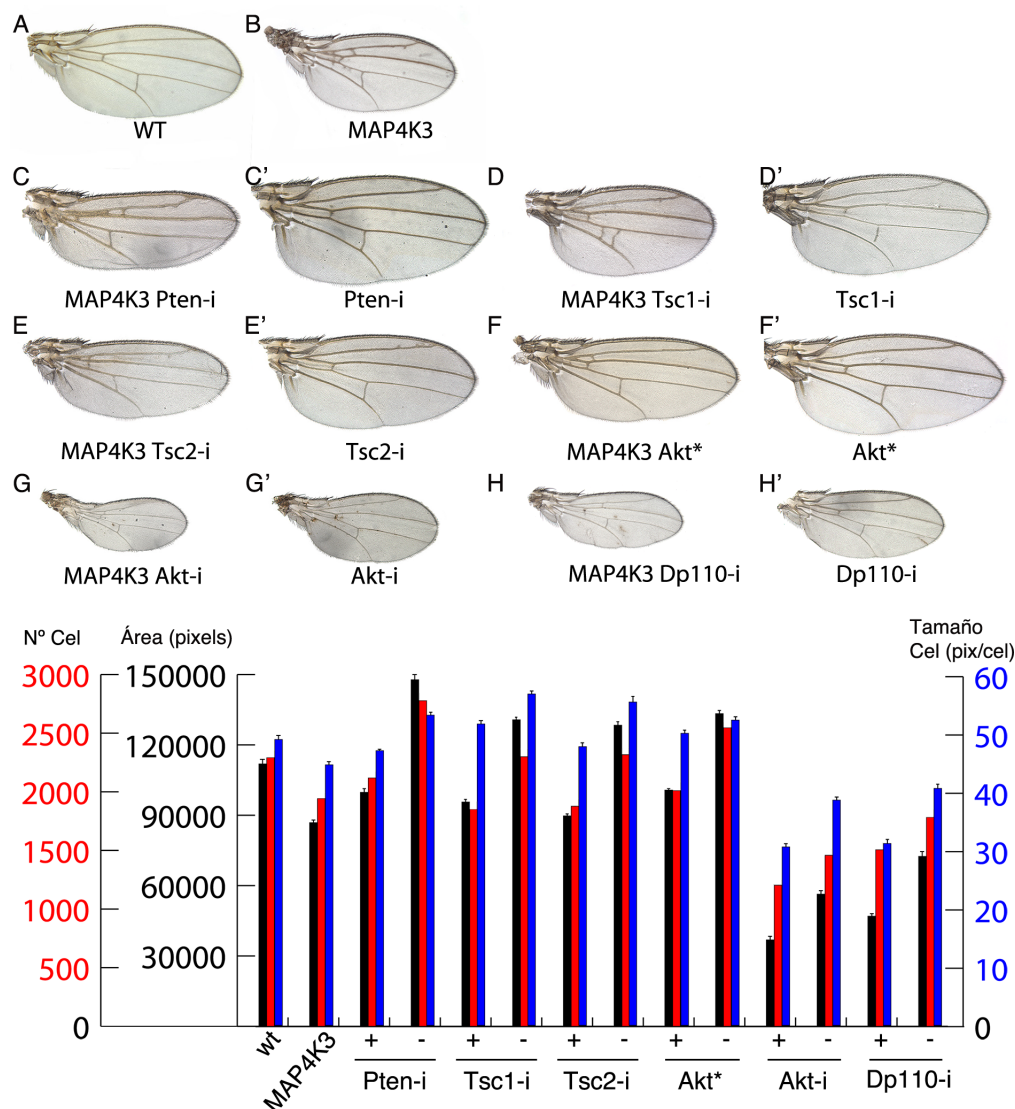 A
B
WT
MAP4K3
C
C'
D
D'
MAP4K3 Pten-i
Pten-i
MAP4K3 Tsc1-i
Tsc1-i
E
E'
F
F'
MAP4K3 Tsc2-i
Tsc2-i
MAP4K3 Akt*
Akt*
G
G'
H
H'
MAP4K3 Akt-i
Akt-i
MAP4K3 Dp110-i
Dp110-i
Nº Cel
Área (pixels)
Tamaño
Cel (pix/cel)
3000 150000 60
2500 120000 50
2000 90000 40
1500 60000 30
1000 30000 20
500 10
0 0
wt MAP4K3 + - + - + - + - + - + -
Pten-i Tsc1-i Tsc2-i Akt* Akt-i Dp110-i